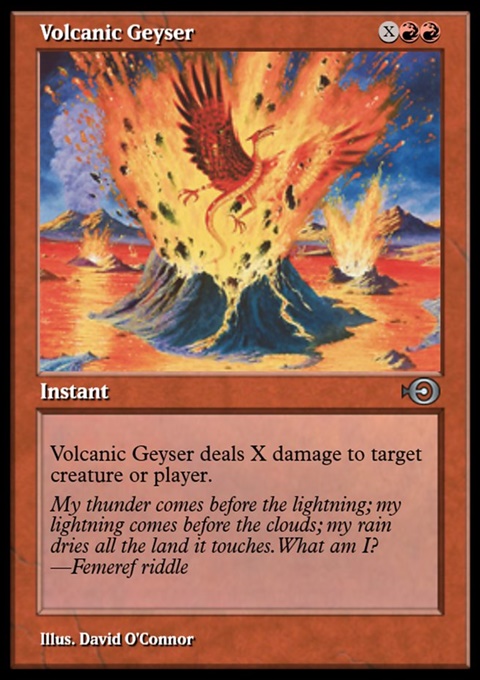 Volcanic Geyser X
Instant
Volcanic Geyser deals X damage to target
creature or player.
My thunder comes before the lightning; my
lightning comes before the clouds; my rain
dries all the land it touches. What am I?
—Femeref riddle
Illus. David O'Connor